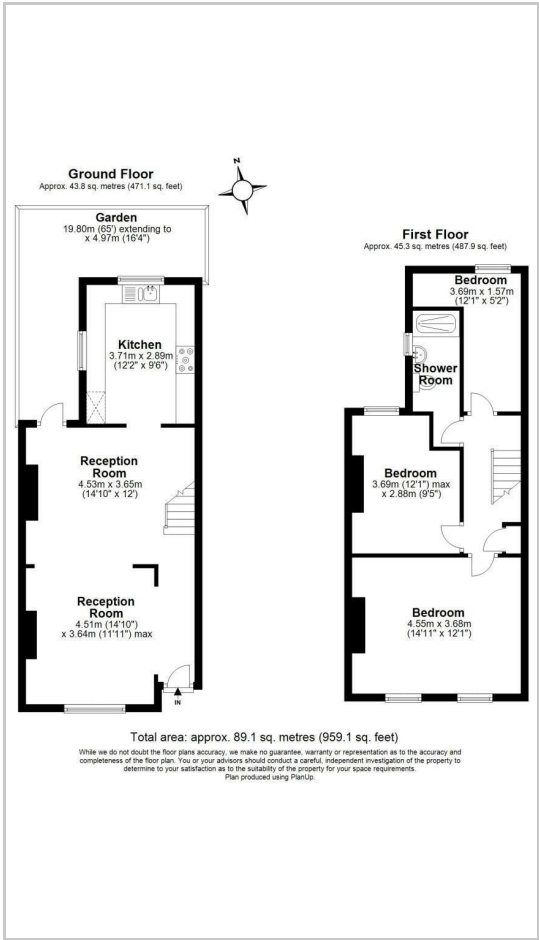 Ground Floor
Approx. 43.8 sq. metres (471.1 sq. feet)
N
Garden
19.80m (65') extending to
x 4.97m (16'4")
Kitchen
3.71m x 2.89m
(12'2" x 9'6")
Reception
Room
4.53m x 3.65m
(14'10" x 12')
Reception
Room
4.51m (14'10")
x 3.64m (11'11") max
IN
First Floor
Approx. 45.3 sq. metres (487.9 sq. feet)
Bedroom
3.69m x 1.57m
(12'1" x 5'2")
Shower
Room
Bedroom
3.69m (12'1") max
x 2.88m (9'5")
Bedroom
4.55m x 3.68m
(14'11" x 12'1")
Total area: approx. 89.1 sq. metres (959.1 sq. feet)
While we do not doubt the floor plans accuracy, we make no guarantee, warranty or representation as to the accuracy and
completeness of the floor plan. You or your advisors should conduct a careful, independent investigation of the property to
determine to your satisfaction as to the suitability of the property for your space requirements.
Plan produced using PlanUp.